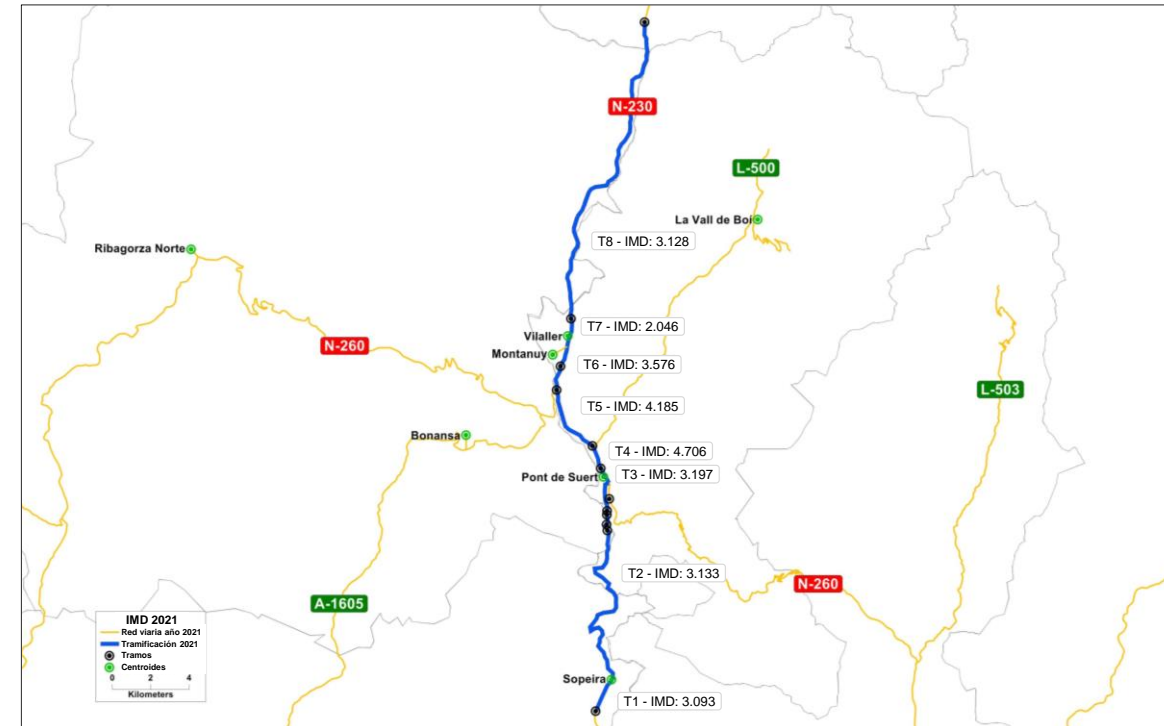 N-230
L-500
La Vall de Boí
Ribagorza Norte
T8 - IMD: 3.128
T7 - IMD: 2.046
Vilaller
N-260
Montanuy
T6 - IMD: 3.576
L-503
T5 - IMD: 4.185
Bonansa
T4 - IMD: 4.706
Pont de Suert
T3 - IMD: 3.197
T2 - IMD: 3.133
N-260
A-1605
IMD 2021
Red viaria año 2021
Tramificación 2021
Tramos
Centroides
0 2 4
Kilometers
Sopeira
T1 - IMD: 3.093